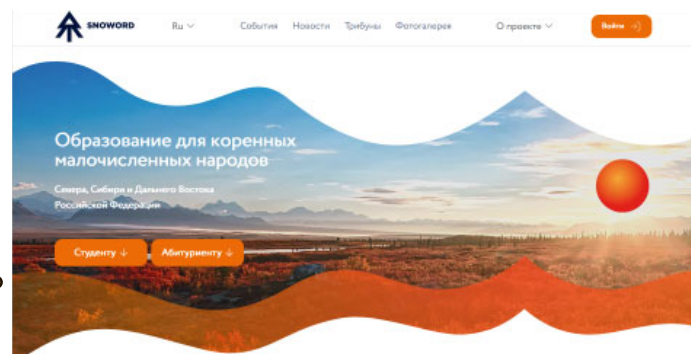 SNOWORD
Ru
События Новости Трибуны Фотогалерея
О проекте
Войти
Образование для коренных
малочисленных народов
Севера, Сибири и Дальнего Востока
Российской Федерации
Студенту ↓ Абитуриенту ↓